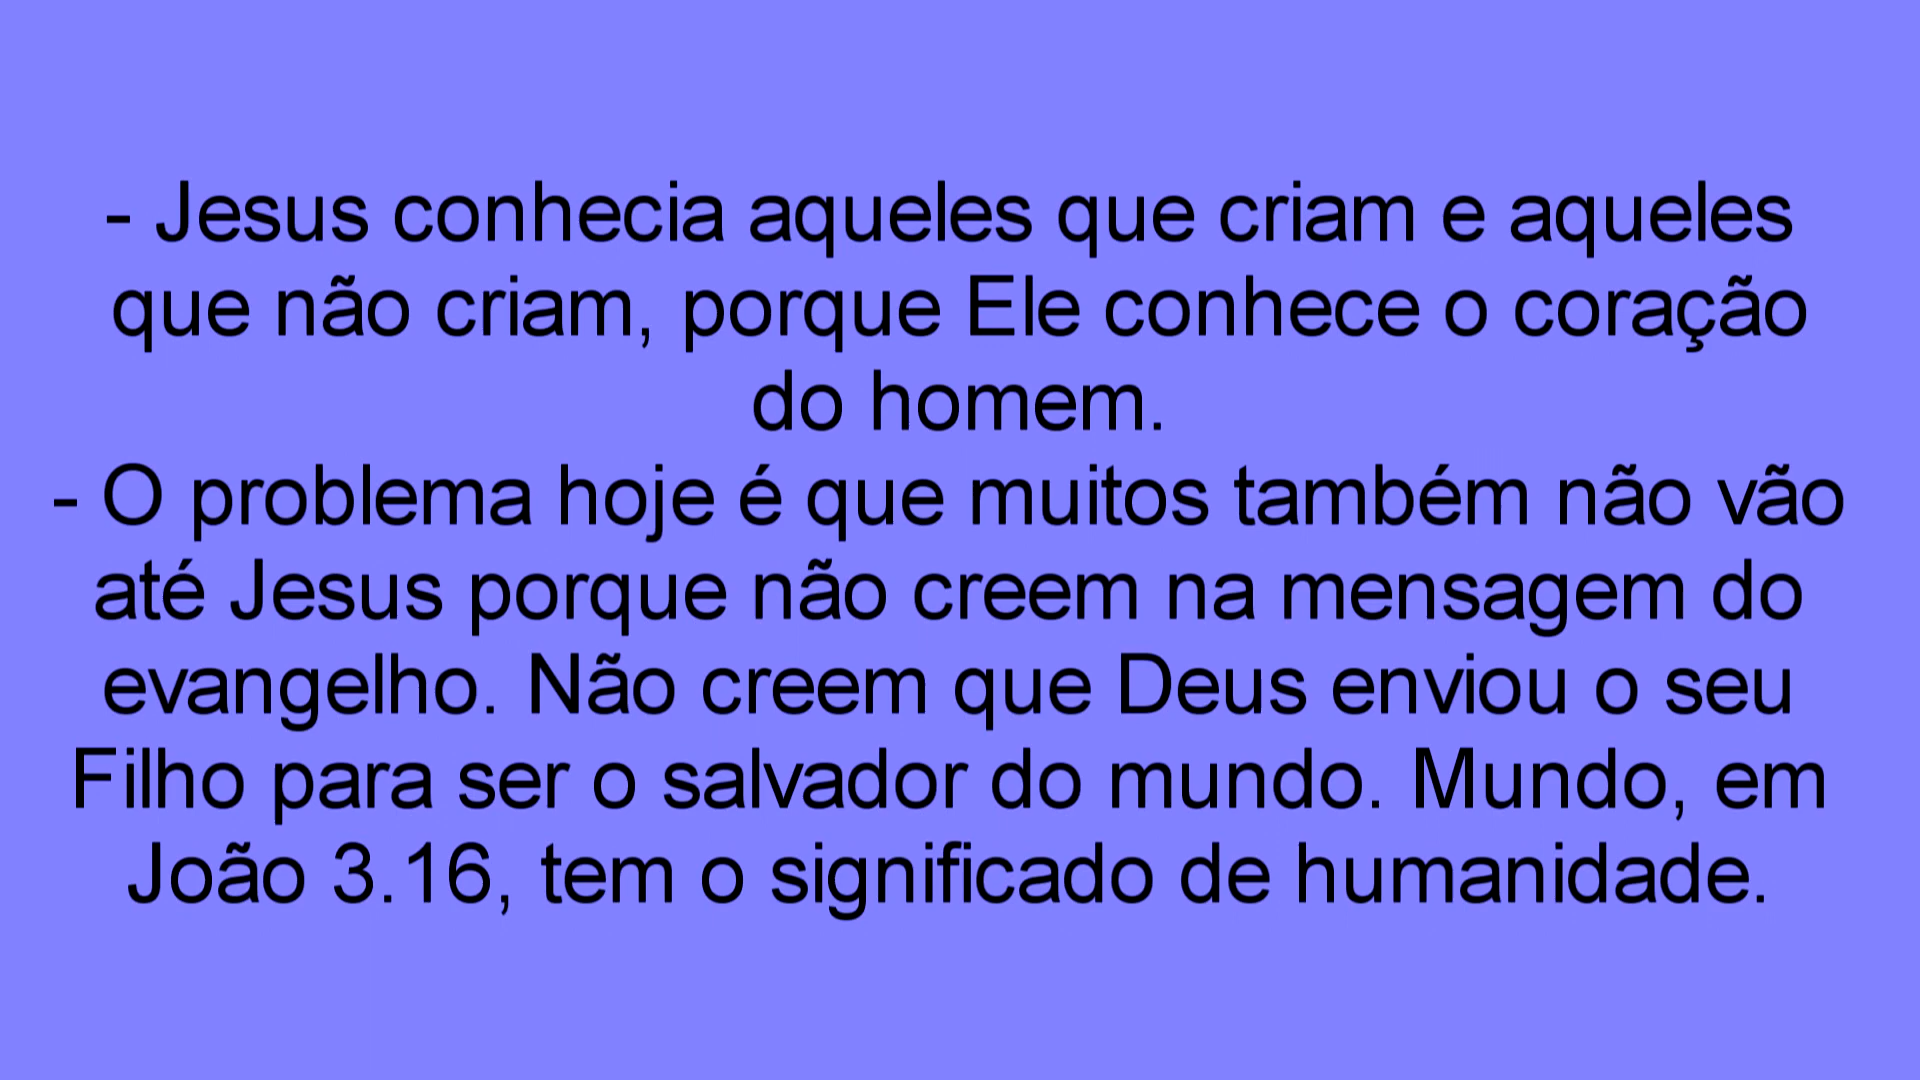 - Jesus conhecia aqueles que criam e aqueles
que não criam, porque Ele conhece o coração
do homem.
- O problema hoje é que muitos também não vão
até Jesus porque não creem na mensagem do
evangelho. Não creem que Deus enviou o seu
Filho para ser o salvador do mundo. Mundo, em
João 3.16, tem o significado de humanidade.